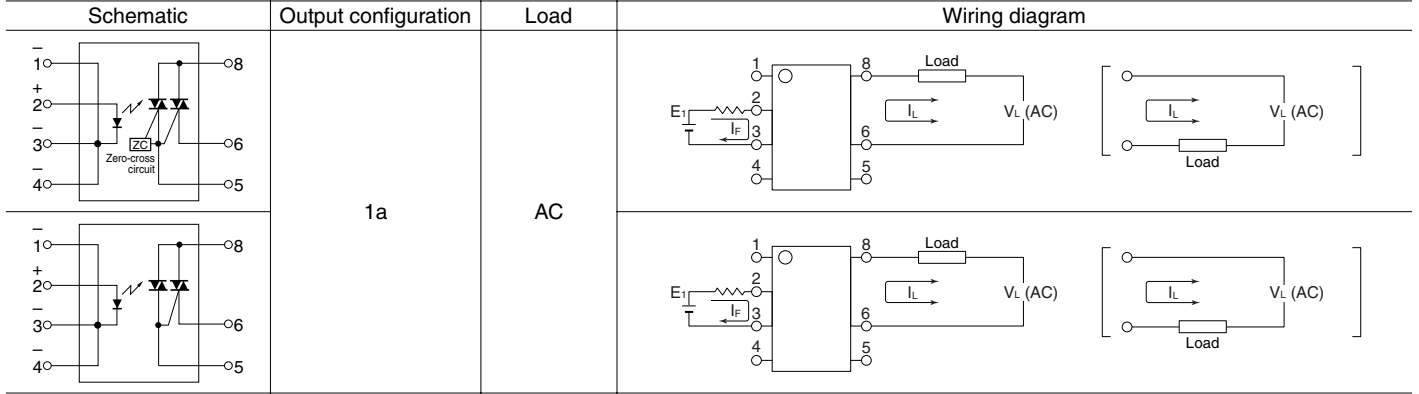 Schematic
Output configuration
Load
Wiring diagram
–
1
8
+
2
–
3
ZC
6
Zero-cross
circuit
–
4
5
1a
AC
1
8
Load
2
E1
IF
3
IL
VL (AC)
6
4
5
IL
VL (AC)
Load
–
1
8
+
2
–
3
6
–
4
5
1
8
Load
2
E1
IF
3
IL
VL (AC)
6
4
5
IL
VL (AC)
Load